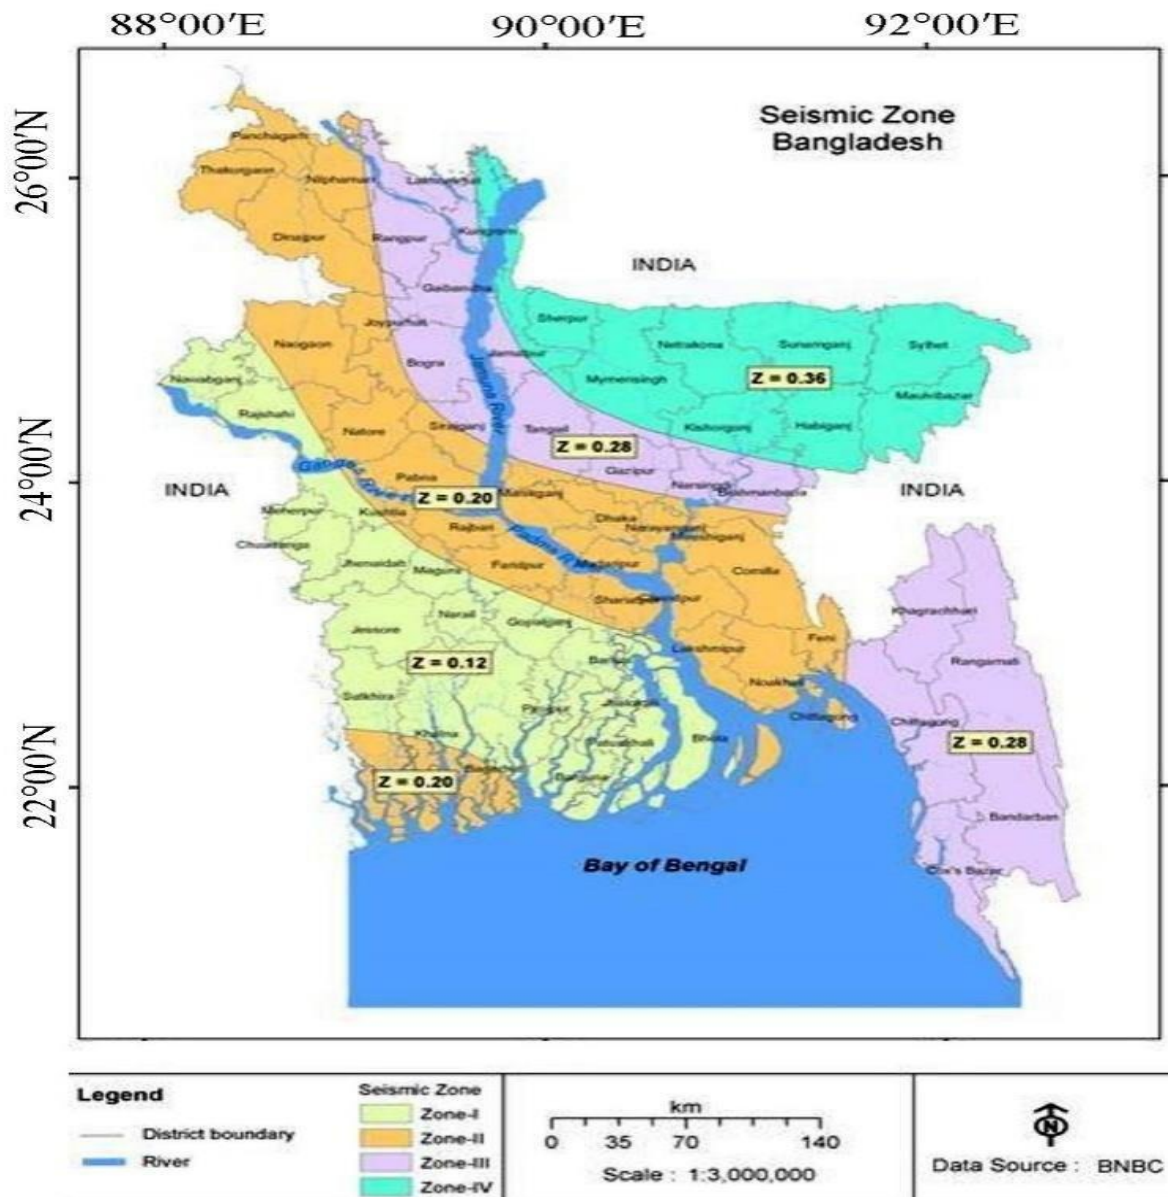 88°00′E 90°00′E 92°00′E
26°00′N
24°00′N
22°00′N
Seismic Zone
Bangladesh
INDIA
INDIA
INDIA
Panchagarh
Thakurgaon
Nilphamari
Dinajpur
Rangpur
Kurigram
Gaibandha
Joypurhat
Naogaon
Bogra
Jamalpur
Sherpur
Netrakona
Sunamganj
Sylhet
Mymensingh
Z = 0.36
Maulvibazar
Nawabganj
Rajshahi
Jamuna River
Natore
Sirajganj
Tangail
Kishorganj
Habiganj
Z = 0.28
Gazipur
Narsingdi
Brahmanbaria
Ganges River
Pabna
Z = 0.20
Manikganj
Meherpur
Kushtia
Rajbari
Dhaka
Narayanganj
Munshiganj
Chuadanga
Jhenaidah
Magura
Faridpur
Padma R
Madaripur
Comilla
Shariatpur
Chandpur
Narail
Gopalganj
Jessore
Khagrachhari
Lakshmipur
Feni
Z = 0.12
Barisal
Rangamati
Satkhira
Pirojpur
Jhalokati
Noakhali
Chittagong
Chittagong
Khulna
Patuakhali
Bhola
Z = 0.28
Bagerhat
Barguna
Z = 0.20
Bandarban
Bay of Bengal
Cox's Bazar
Legend
District boundary
River
Seismic Zone
Zone-I
Zone-II
Zone-III
Zone-IV
km
0 35 70 140
Scale : 1:3,000,000
N
Data Source : BNBC